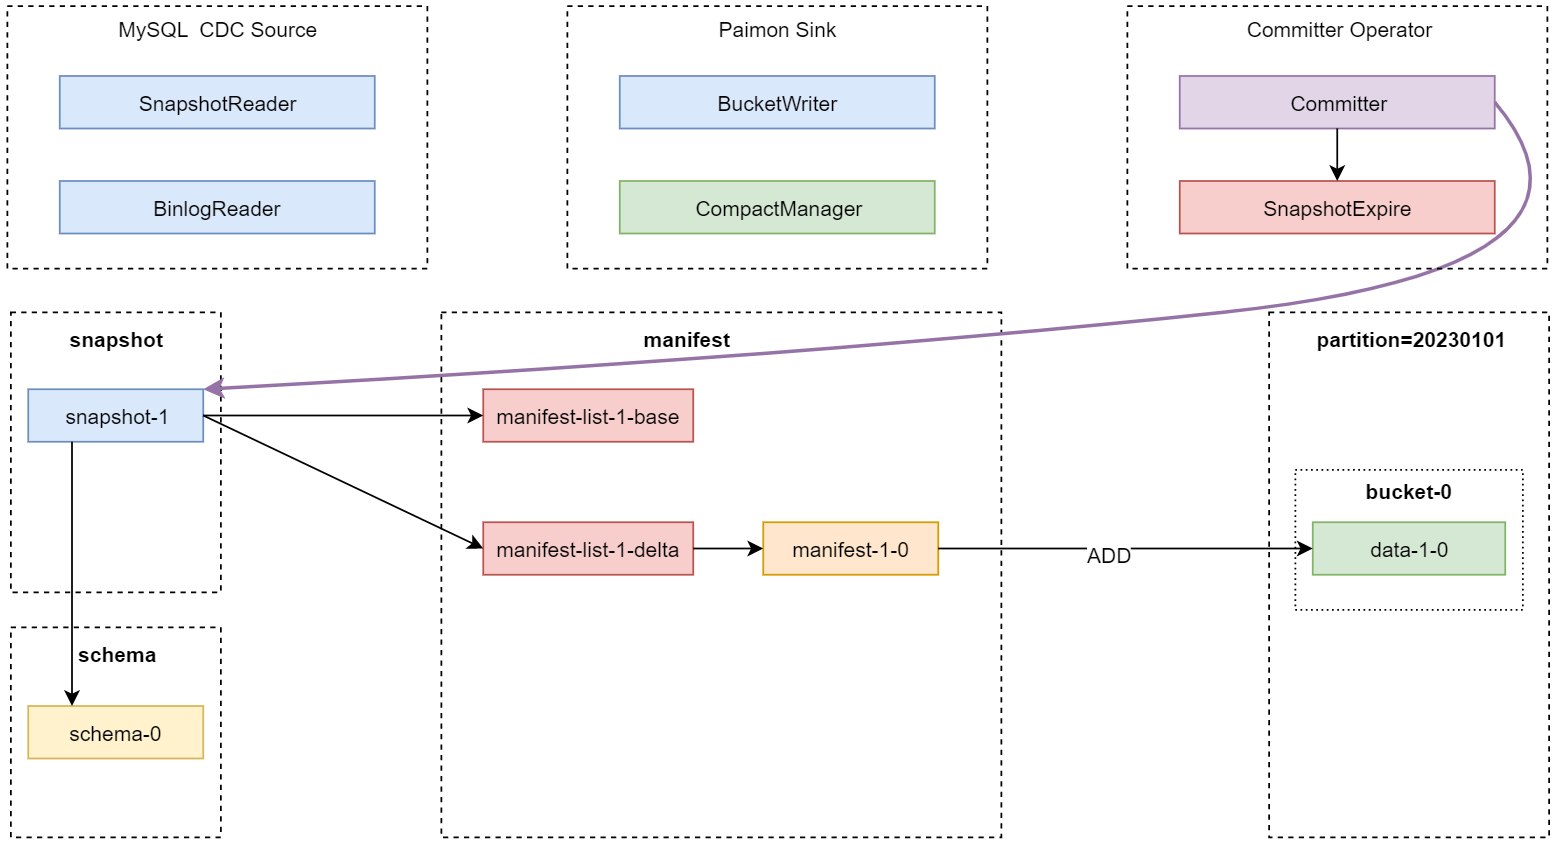 MySQL  CDC Source
SnapshotReader
BinlogReader
Paimon Sink
BucketWriter
CompactManager
Committer Operator
Committer
SnapshotExpire
snapshot
snapshot-1
schema
schema-0
manifest
manifest-list-1-base
manifest-list-1-delta
manifest-1-0
ADD
partition=20230101
bucket-0
data-1-0